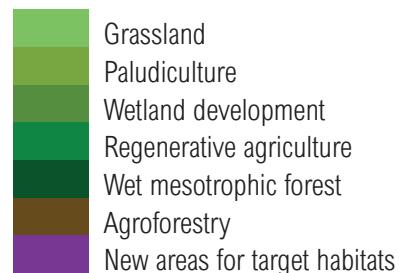 Grassland
Paludiculture
Wetland development
Regenerative agriculture
Wet mesotrophic forest
Agroforestry
New areas for target habitats